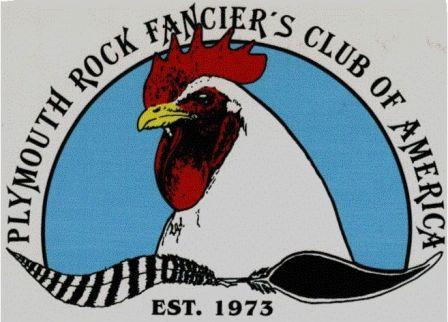 PLYMOUTH ROCK FANCIER'S CLUB OF AMERICA
EST. 1973